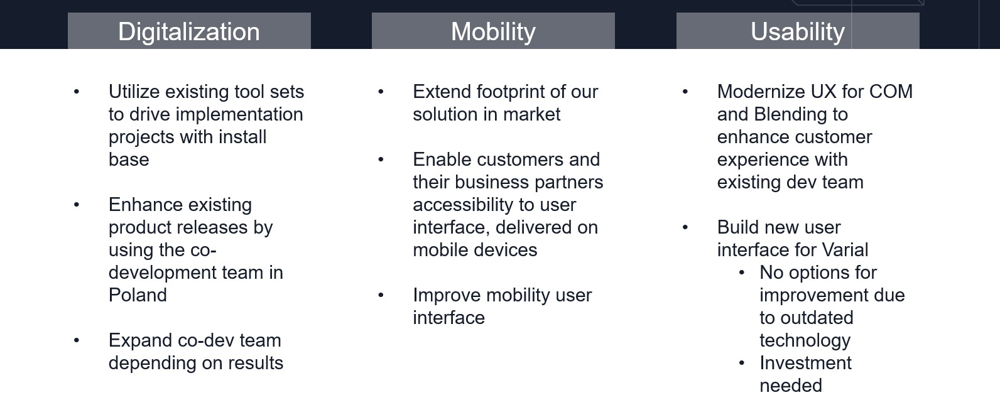 Digitalization
• Utilize existing tool sets
to drive implementation
projects with install
base
• Enhance existing
product releases by
using the co-
development team in
Poland
• Expand co-dev team
depending on results
Mobility
• Extend footprint of our
solution in market
• Enable customers and
their business partners
accessibility to user
interface, delivered on
mobile devices
• Improve mobility user
interface
Usability
• Modernize UX for COM
and Blending to
enhance customer
experience with
existing dev team
• Build new user
interface for Varial
• No options for
improvement due
to outdated
technology
• Investment
needed